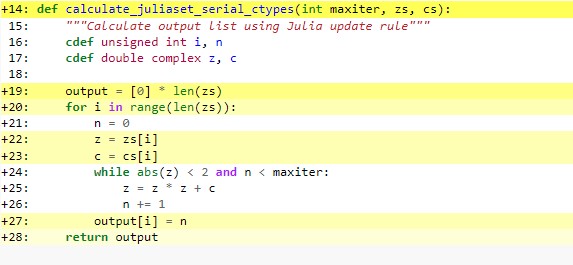 +14: def calculate_juliaset_serial_ctypes(int maxiter, zs, cs):
 15:     """Calculate output list using Julia update rule"""
 16:     cdef unsigned int i, n
 17:     cdef double complex z, c
 18:
+19:     output = [0] * len(zs)
+20:     for i in range(len(zs)):
+21:         n = 0
+22:         z = zs[i]
+23:         c = cs[i]
+24:         while abs(z) < 2 and n < maxiter:
+25:             z = z * z + c
+26:             n += 1
+27:         output[i] = n
+28:     return output